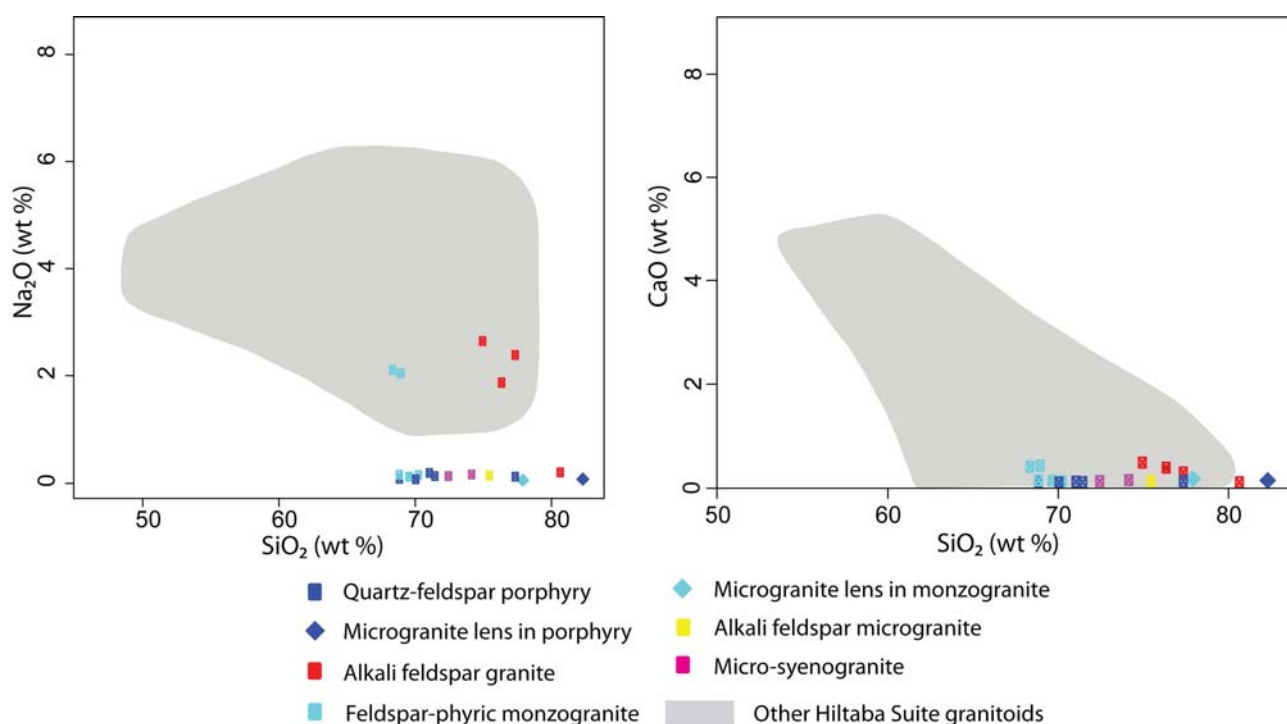 8
6
4
2
0
Na₂O (wt %)
50
60
70
80
SiO₂ (wt %)
8
6
4
2
0
CaO (wt %)
50
60
70
80
SiO₂ (wt %)
Quartz-feldspar porphyry
Microgranite lens in porphyry
Alkali feldspar granite
Feldspar-phyric monzogranite
Microgranite lens in monzogranite
Alkali feldspar microgranite
Micro-syenogranite
Other Hiltaba Suite granitoids